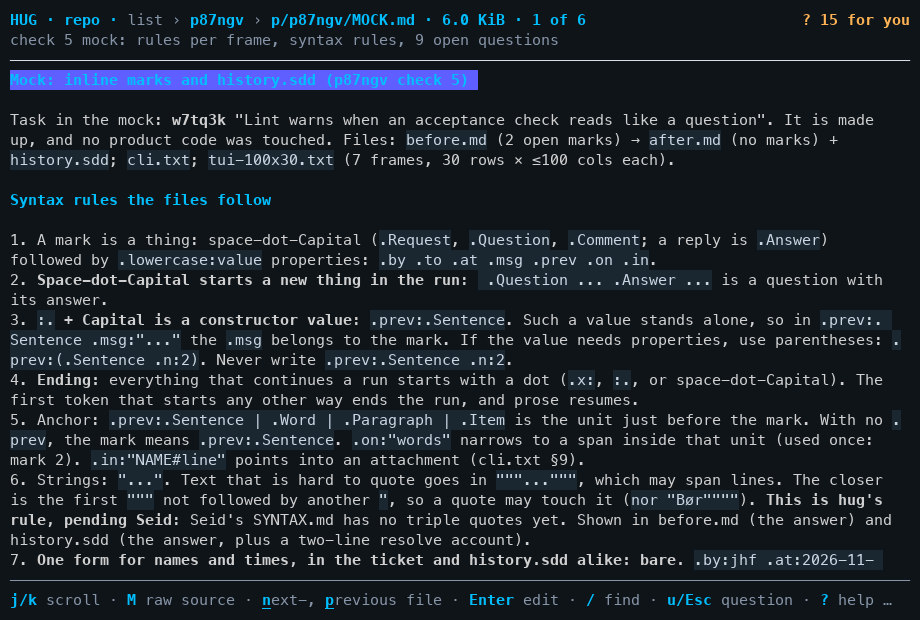 HUG · repo · list › p87ngv › p/p87ngv/MOCK.md · 6.0 KiB · 1 of 6 ? 15 for you
check 5 mock: rules per frame, syntax rules, 9 open questions
Mock: inline marks and history.sdd (p87ngv check 5)
Task in the mock: w7tq3k "Lint warns when an acceptance check reads like a question". It is made
up, and no product code was touched. Files: before.md (2 open marks) → after.md (no marks) +
history.sdd; cli.txt; tui-100x30.txt (7 frames, 30 rows × ≤100 cols each).
Syntax rules the files follow
1. A mark is a thing: space-dot-Capital (.Request, .Question, .Comment; a reply is .Answer)
followed by .lowercase:value properties: .by .to .at .msg .prev .on .in.
2. Space-dot-Capital starts a new thing in the run: .Question ... .Answer ... is a question with
its answer.
3. :. + Capital is a constructor value: .prev:.Sentence. Such a value stands alone, so in .prev:.
Sentence .msg:"..." the .msg belongs to the mark. If the value needs properties, use parentheses: .
prev:(.Sentence .n:2). Never write .prev:.Sentence .n:2.
4. Ending: everything that continues a run starts with a dot (.x:, :., or space-dot-Capital). The
first token that starts any other way ends the run, and prose resumes.
5. Anchor: .prev:.Sentence | .Word | .Paragraph | .Item is the unit just before the mark. With no .
prev, the mark means .prev:.Sentence. .on:"words" narrows to a span inside that unit (used once:
mark 2). .in:"NAME#line" points into an attachment (cli.txt §9).
6. Strings: "...". Text that is hard to quote goes in """...""", which may span lines. The closer
is the first """ not followed by another ", so a quote may touch it (nor "Bør""""). This is hug's
rule, pending Seid: Seid's SYNTAX.md has no triple quotes yet. Shown in before.md (the answer) and
history.sdd (the answer, plus a two-line resolve account).
7. One form for names and times, in the ticket and history.sdd alike: bare. .by:jhf .at:2026-11-
j/k scroll · M raw source · next-, previous file · Enter edit · / find · u/Esc question · ? help …